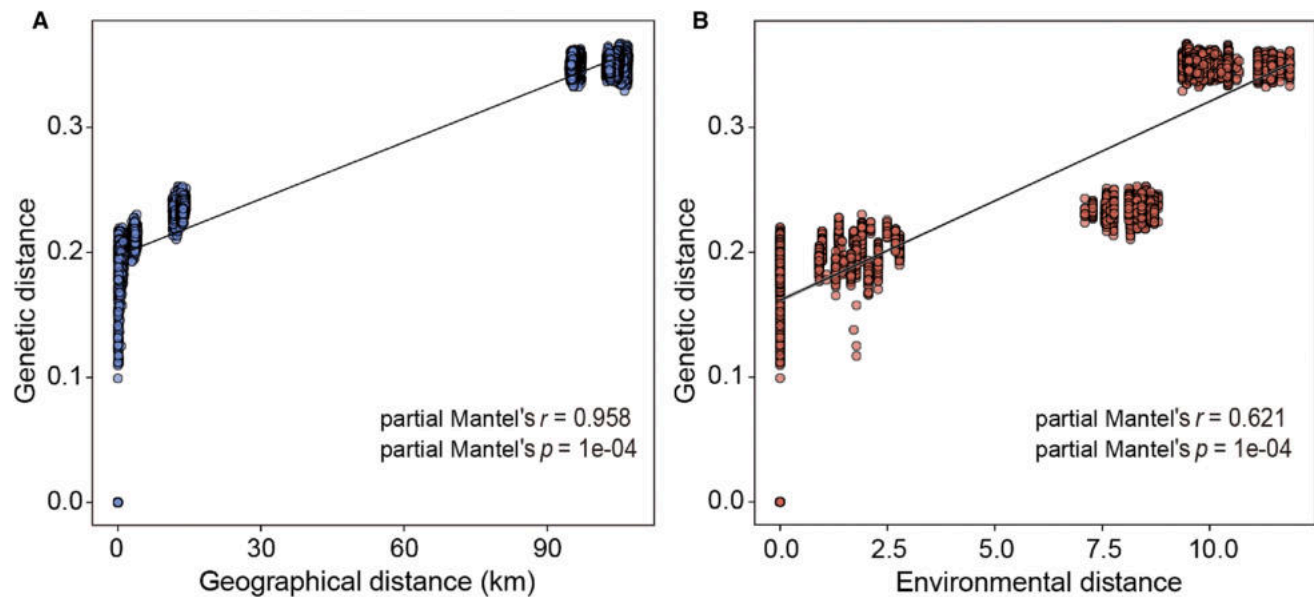 A
Genetic distance
0.3
0.2
0.1
0.0
partial Mantel's r = 0.958
partial Mantel's p = 1e-04
0 30 60 90
Geographical distance (km)
B
Genetic distance
0.3
0.2
0.1
0.0
partial Mantel's r = 0.621
partial Mantel's p = 1e-04
0.0 2.5 5.0 7.5 10.0
Environmental distance